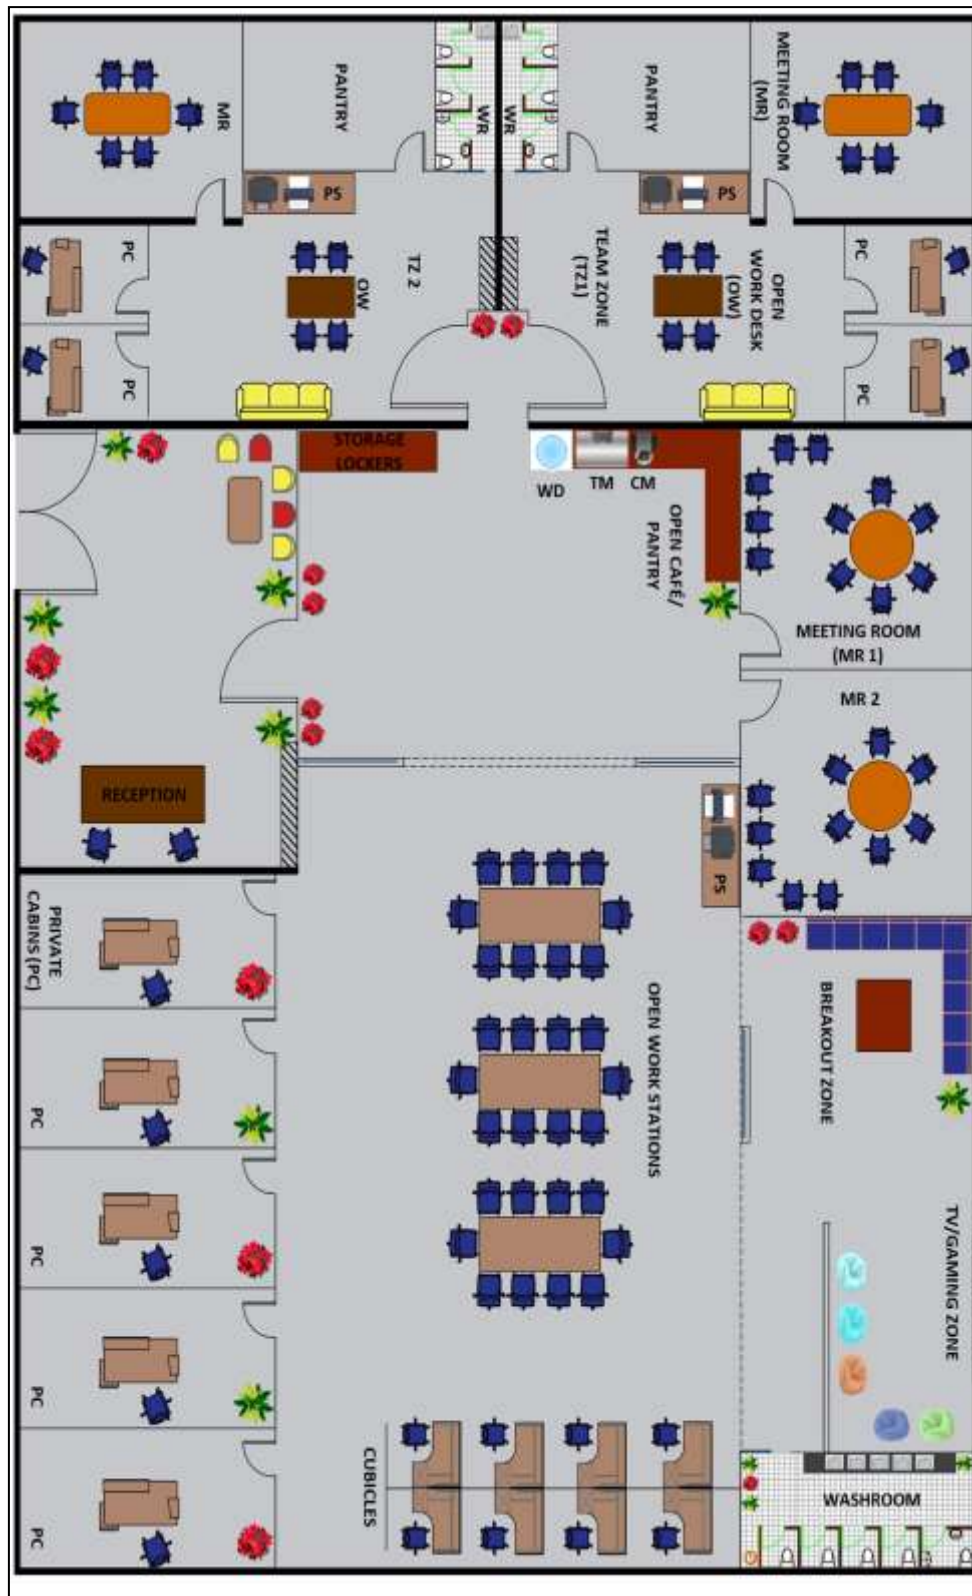 MR
PANTRY
WR
WR
PANTRY
MEETING ROOM
(MR)
PS
PS
PC
TZ 2
OW
TEAM ZONE
(TZ1)
OPEN
WORK DESK
(OW)
PC
PC
PC
STORAGE
LOCKERS
WD
TM
CM
OPEN CAFÉ/
PANTRY
MEETING ROOM
(MR 1)
MR 2
RECEPTION
PS
PRIVATE
CABINS (PC)
OPEN WORK STATIONS
BREAKOUT ZONE
PC
PC
TV/GAMING ZONE
PC
CUBICLES
PC
WASHROOM